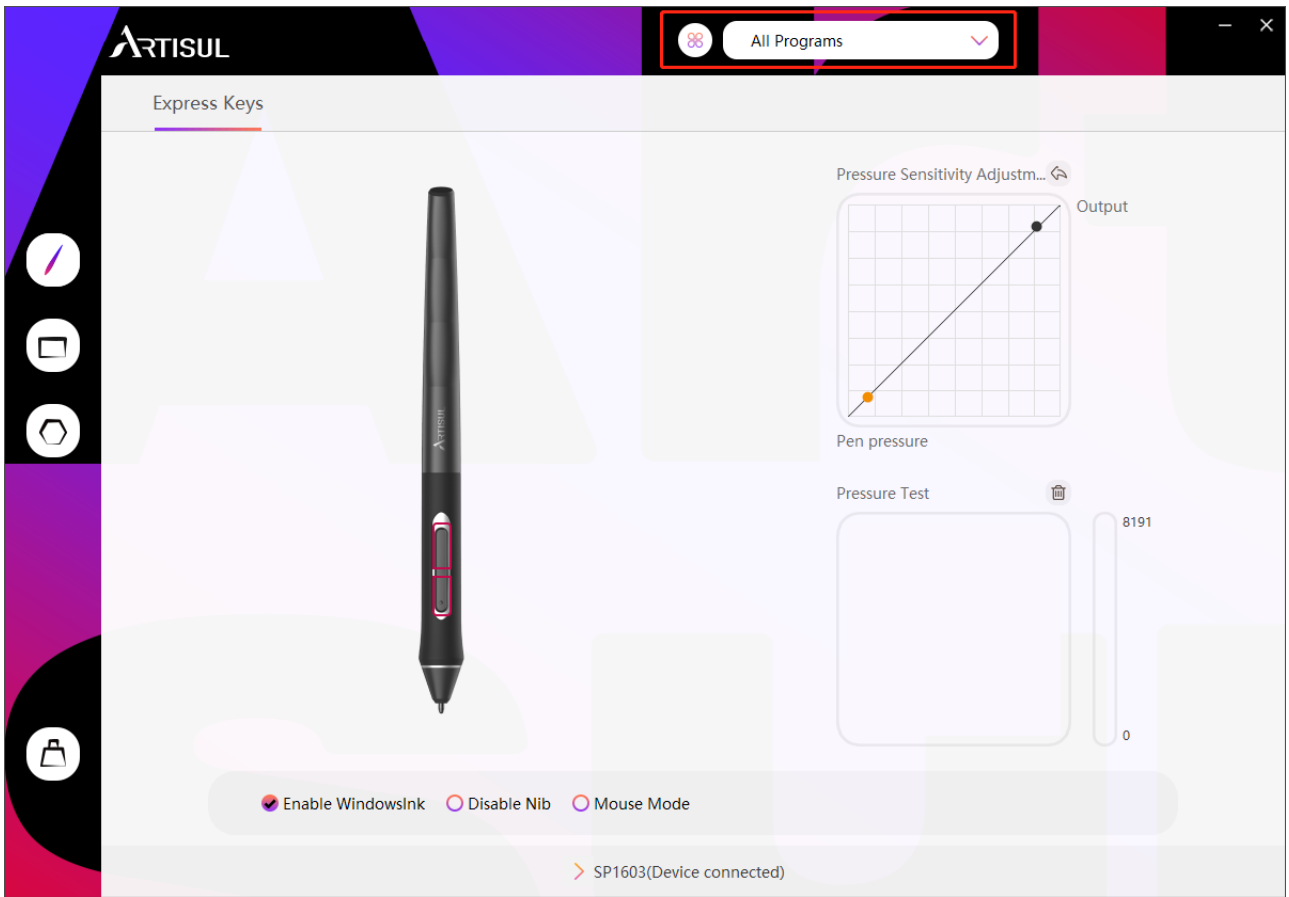 ARTISUL
All Programs
Express Keys
Pressure Sensitivity Adjustm...
Output
ARTISUL
Pen pressure
Pressure Test
8191
0
Enable WindowsInk Disable Nib Mouse Mode
SP1603(Device connected)